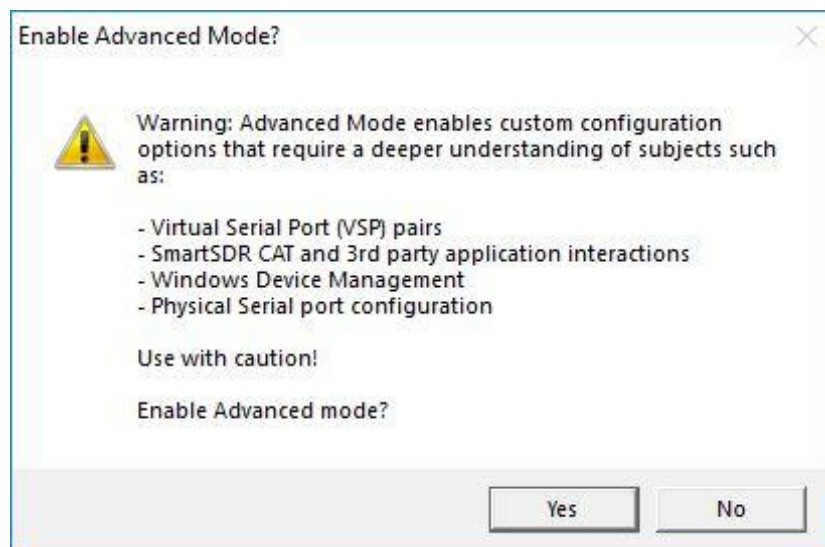 Enable Advanced Mode?
Warning: Advanced Mode enables custom configuration
options that require a deeper understanding of subjects such
as:
- Virtual Serial Port (VSP) pairs
- SmartSDR CAT and 3rd party application interactions
- Windows Device Management
- Physical Serial port configuration
Use with caution!
Enable Advanced mode?
Yes No